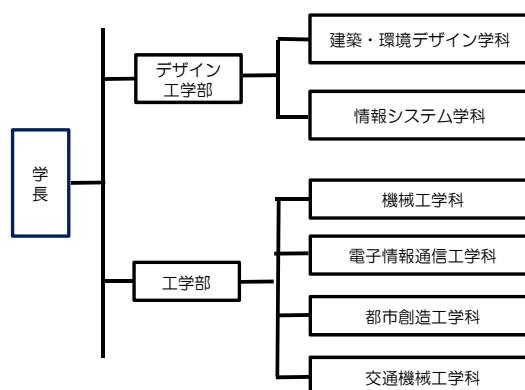 学
長
デザイン
工学部
建築・環境デザイン学科
情報システム学科
工学部
機械工学科
電子情報通信工学科
都市創造工学科
交通機械工学科